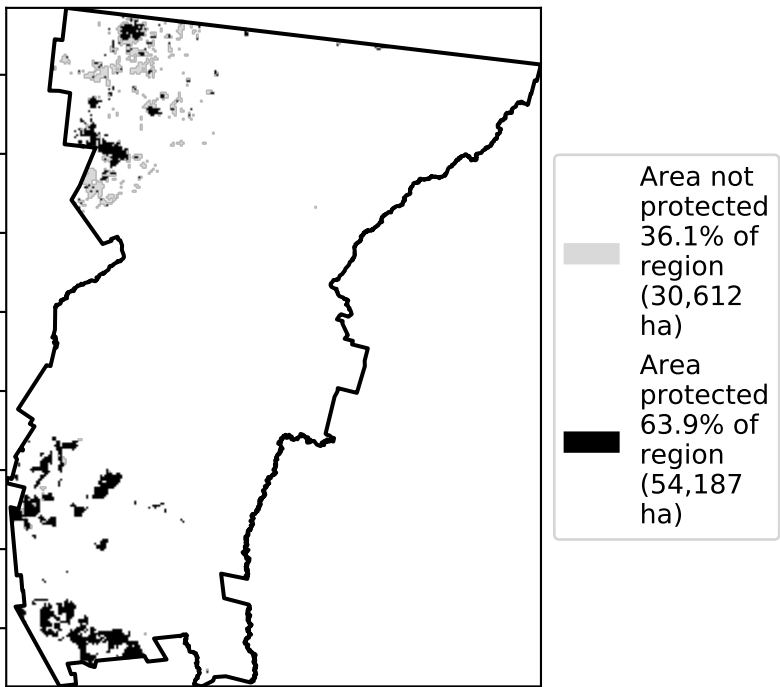 Area not
protected
36.1% of
region
(30,612
ha)
Area
protected
63.9% of
region
(54,187
ha)